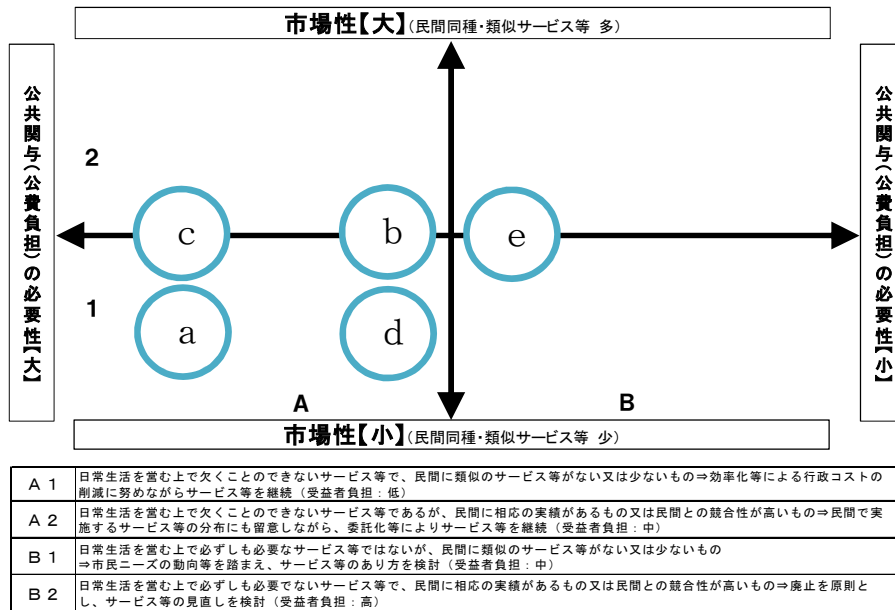 市場性【大】(民間同種・類似サービス等 多)
公共関与(公費負担)の必要性【大】
公共関与(公費負担)の必要性【小】
2
c
b
e
1
a
d
A
B
市場性【小】(民間同種・類似サービス等 少)
A 1
日常生活を営む上で欠くことのできないサービス等で、民間に類似のサービス等がない又は少ないもの⇒効率化等による行政コストの
削減に努めながらサービス等を継続（受益者負担：低）
A 2
日常生活を営む上で欠くことのできないサービス等であるが、民間に相応の実績があるもの又は民間との競合性が高いもの⇒民間で実
施するサービス等の分布にも留意しながら、委託化等によりサービス等を継続（受益者負担：中）
B 1
日常生活を営む上で必ずしも必要なサービス等ではないが、民間に類似のサービス等がない又は少ないもの
⇒市民ニーズの動向等を踏まえ、サービス等のあり方を検討（受益者負担：中）
B 2
日常生活を営む上で必ずしも必要でないサービス等で、民間に相応の実績があるもの又は民間との競合性が高いもの⇒廃止を原則と
し、サービス等の見直しを検討（受益者負担：高）